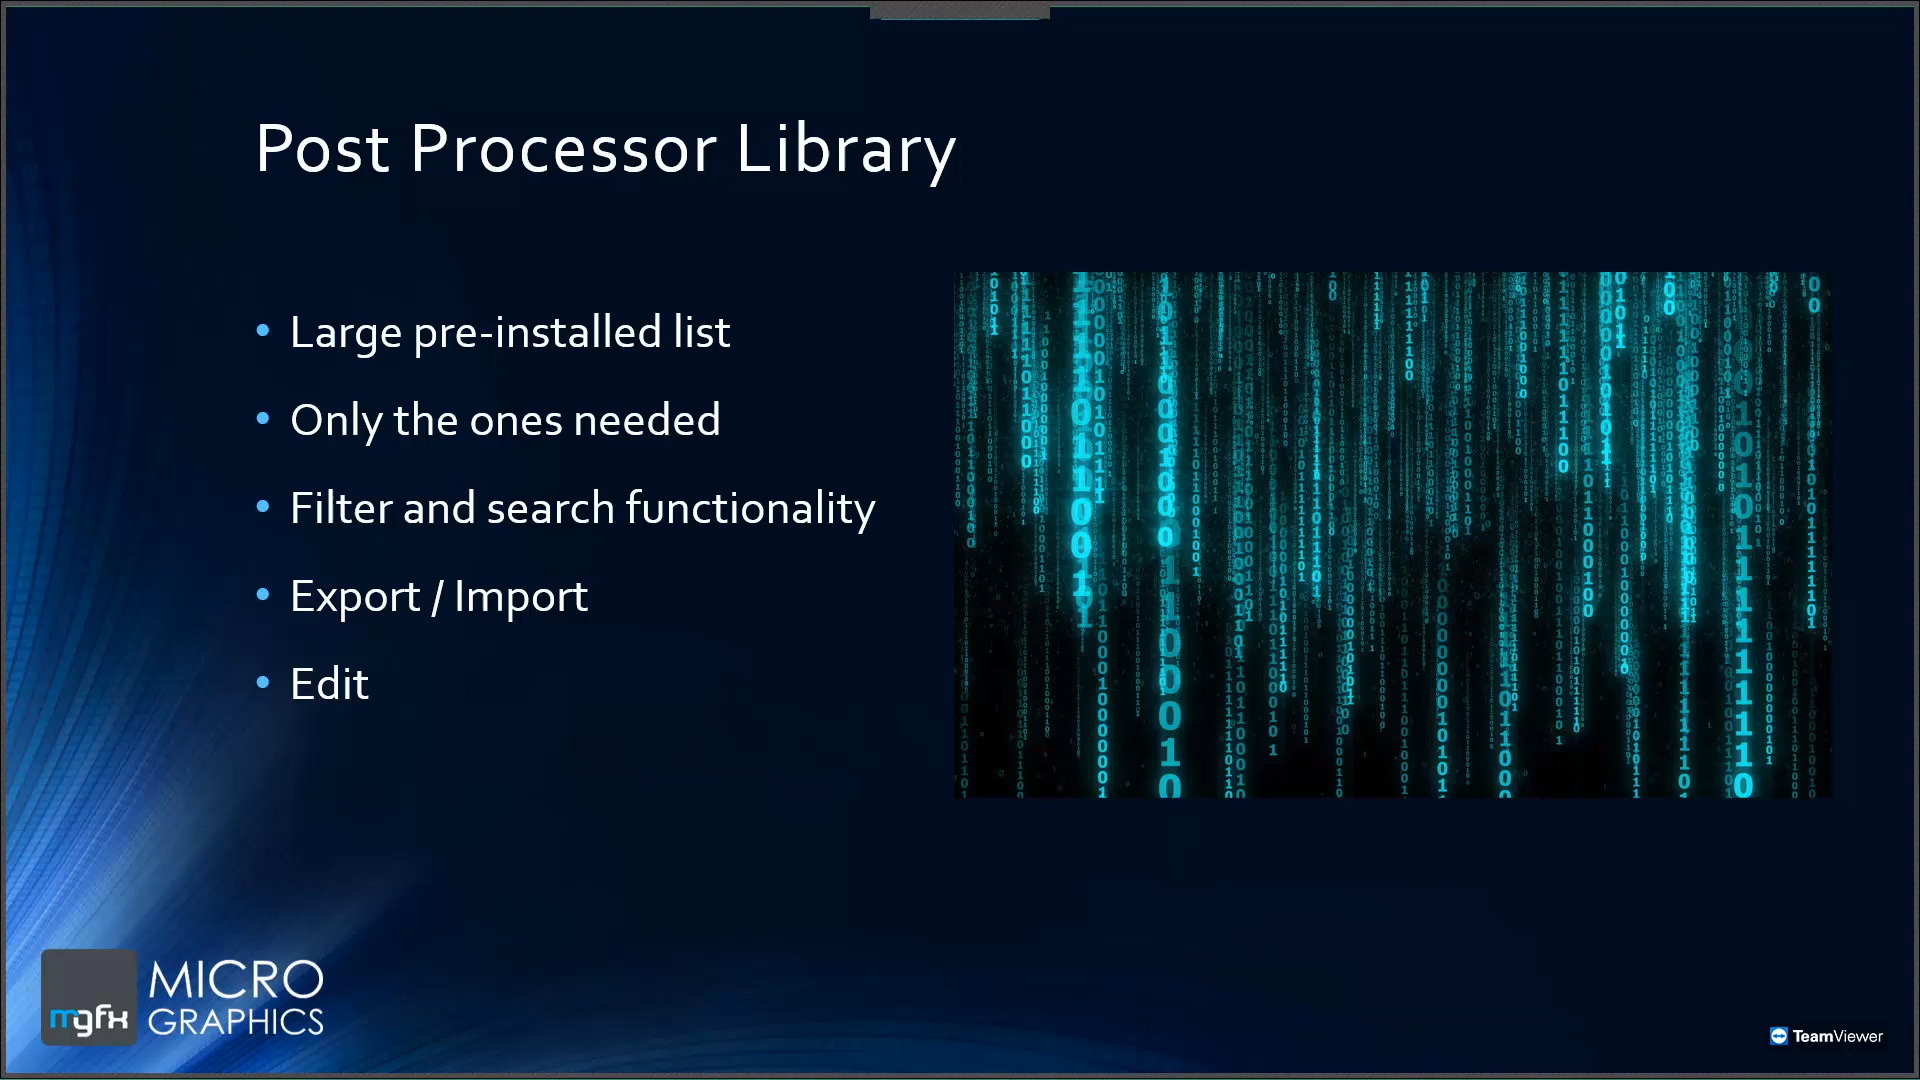 Post Processor Library
Large pre-installed list
Only the ones needed
Filter and search functionality
Export / Import
Edit
mgfx
MICRO
GRAPHICS
TeamViewer